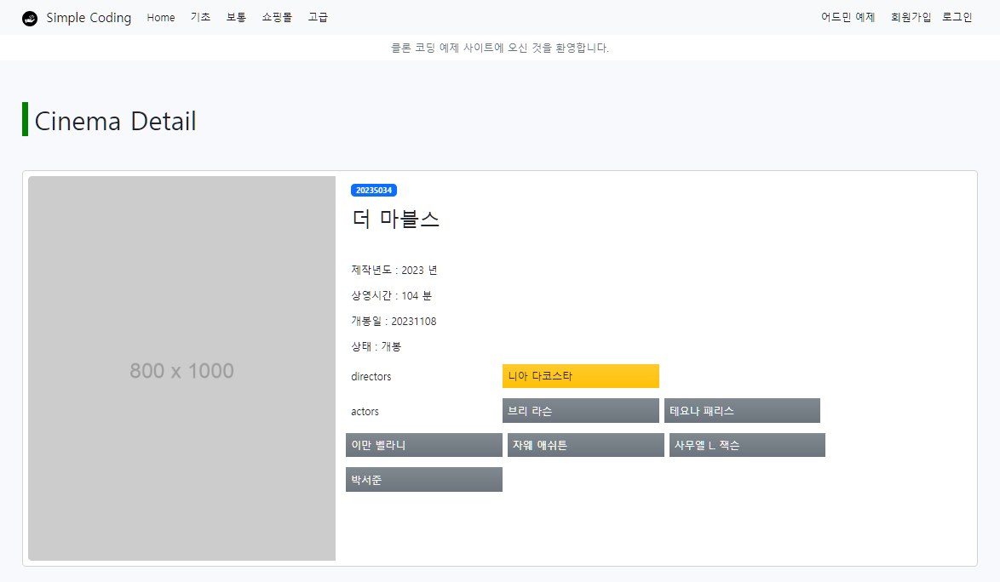 Simple Coding Home 기초 보통 쇼핑몰 고급 어드민 예제 회원가입 로그인
클론 코딩 예제 사이트에 오신 것을 환영합니다.
Cinema Detail
800 x 1000
20235034
더 마블스
제작년도 : 2023 년
상영시간 : 104 분
개봉일 : 20231108
상태 : 개봉
directors 니아 다코스타
actors 브리 라슨 테요나 패리스
이만 벨라니 자웨 애쉬튼 사무엘 L. 잭슨
박서준